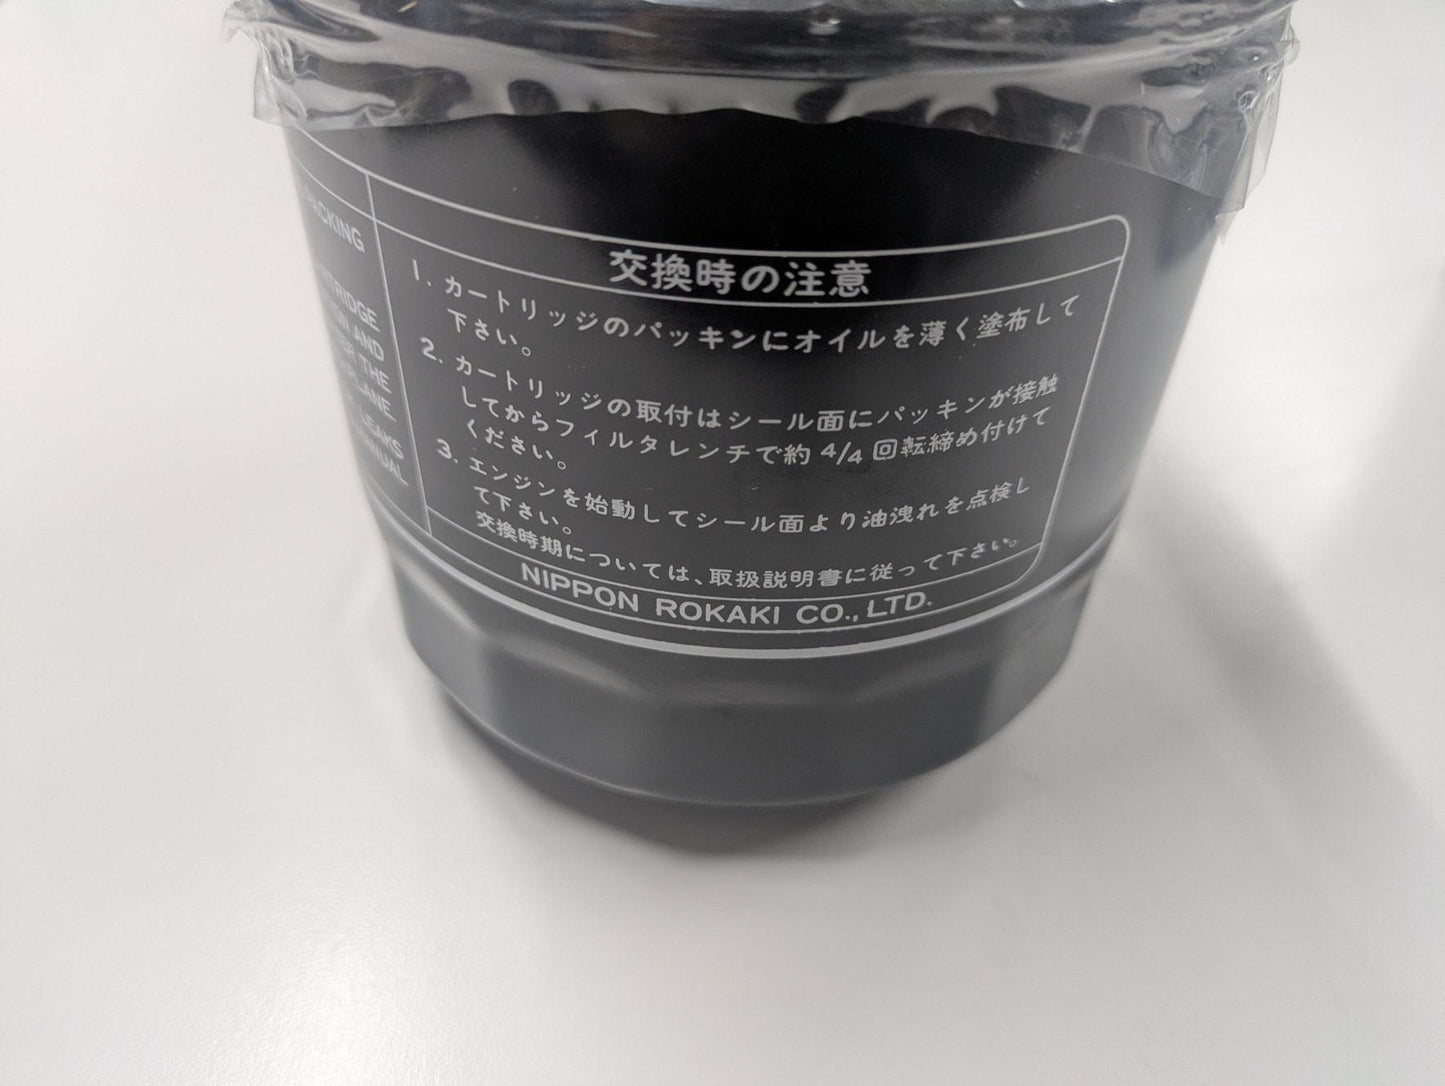 PACKING
TRIDGE
ON AND
THE
PLANE.
LEAKS
MANUAL
交換時の注意
1. カートリッジのパッキンにオイルを薄く塗布して
下さい。
2. カートリッジの取付はシール面にパッキンが接触
してからフィルタレンチで約 4/4 回転締め付けて
ください。
3. エンジンを始動してシール面より油洩れを点検し
て下さい。
交換時期については、取扱説明書に従って下さい。
NIPPON ROKAKI CO., LTD.